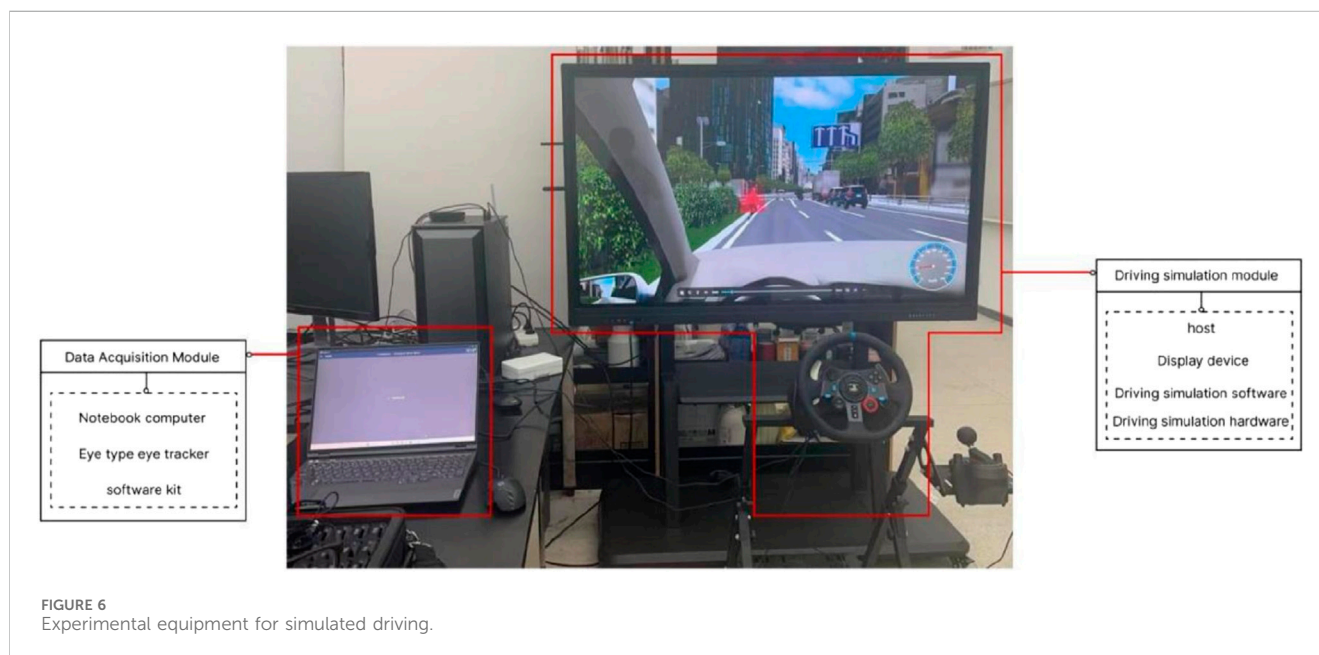 Data Acquisition Module
Notebook computer
Eye type eye tracker
software kit
Driving simulation module
host
Display device
Driving simulation software
Driving simulation hardware
FIGURE 6
Experimental equipment for simulated driving.